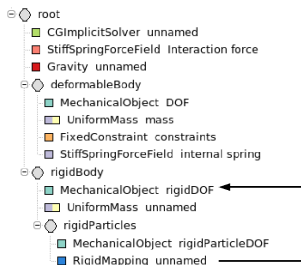 root
CGImplicitSolver unnamed
StiffSpringForceField Interaction force
Gravity unnamed
deformableBody
MechanicalObject DOF
UniformMass mass
FixedConstraint constraints
StiffSpringForceField internal spring
rigidBody
MechanicalObject rigidDOF
UniformMass unnamed
rigidParticles
MechanicalObject rigidParticleDOF
RigidMapping unnamed